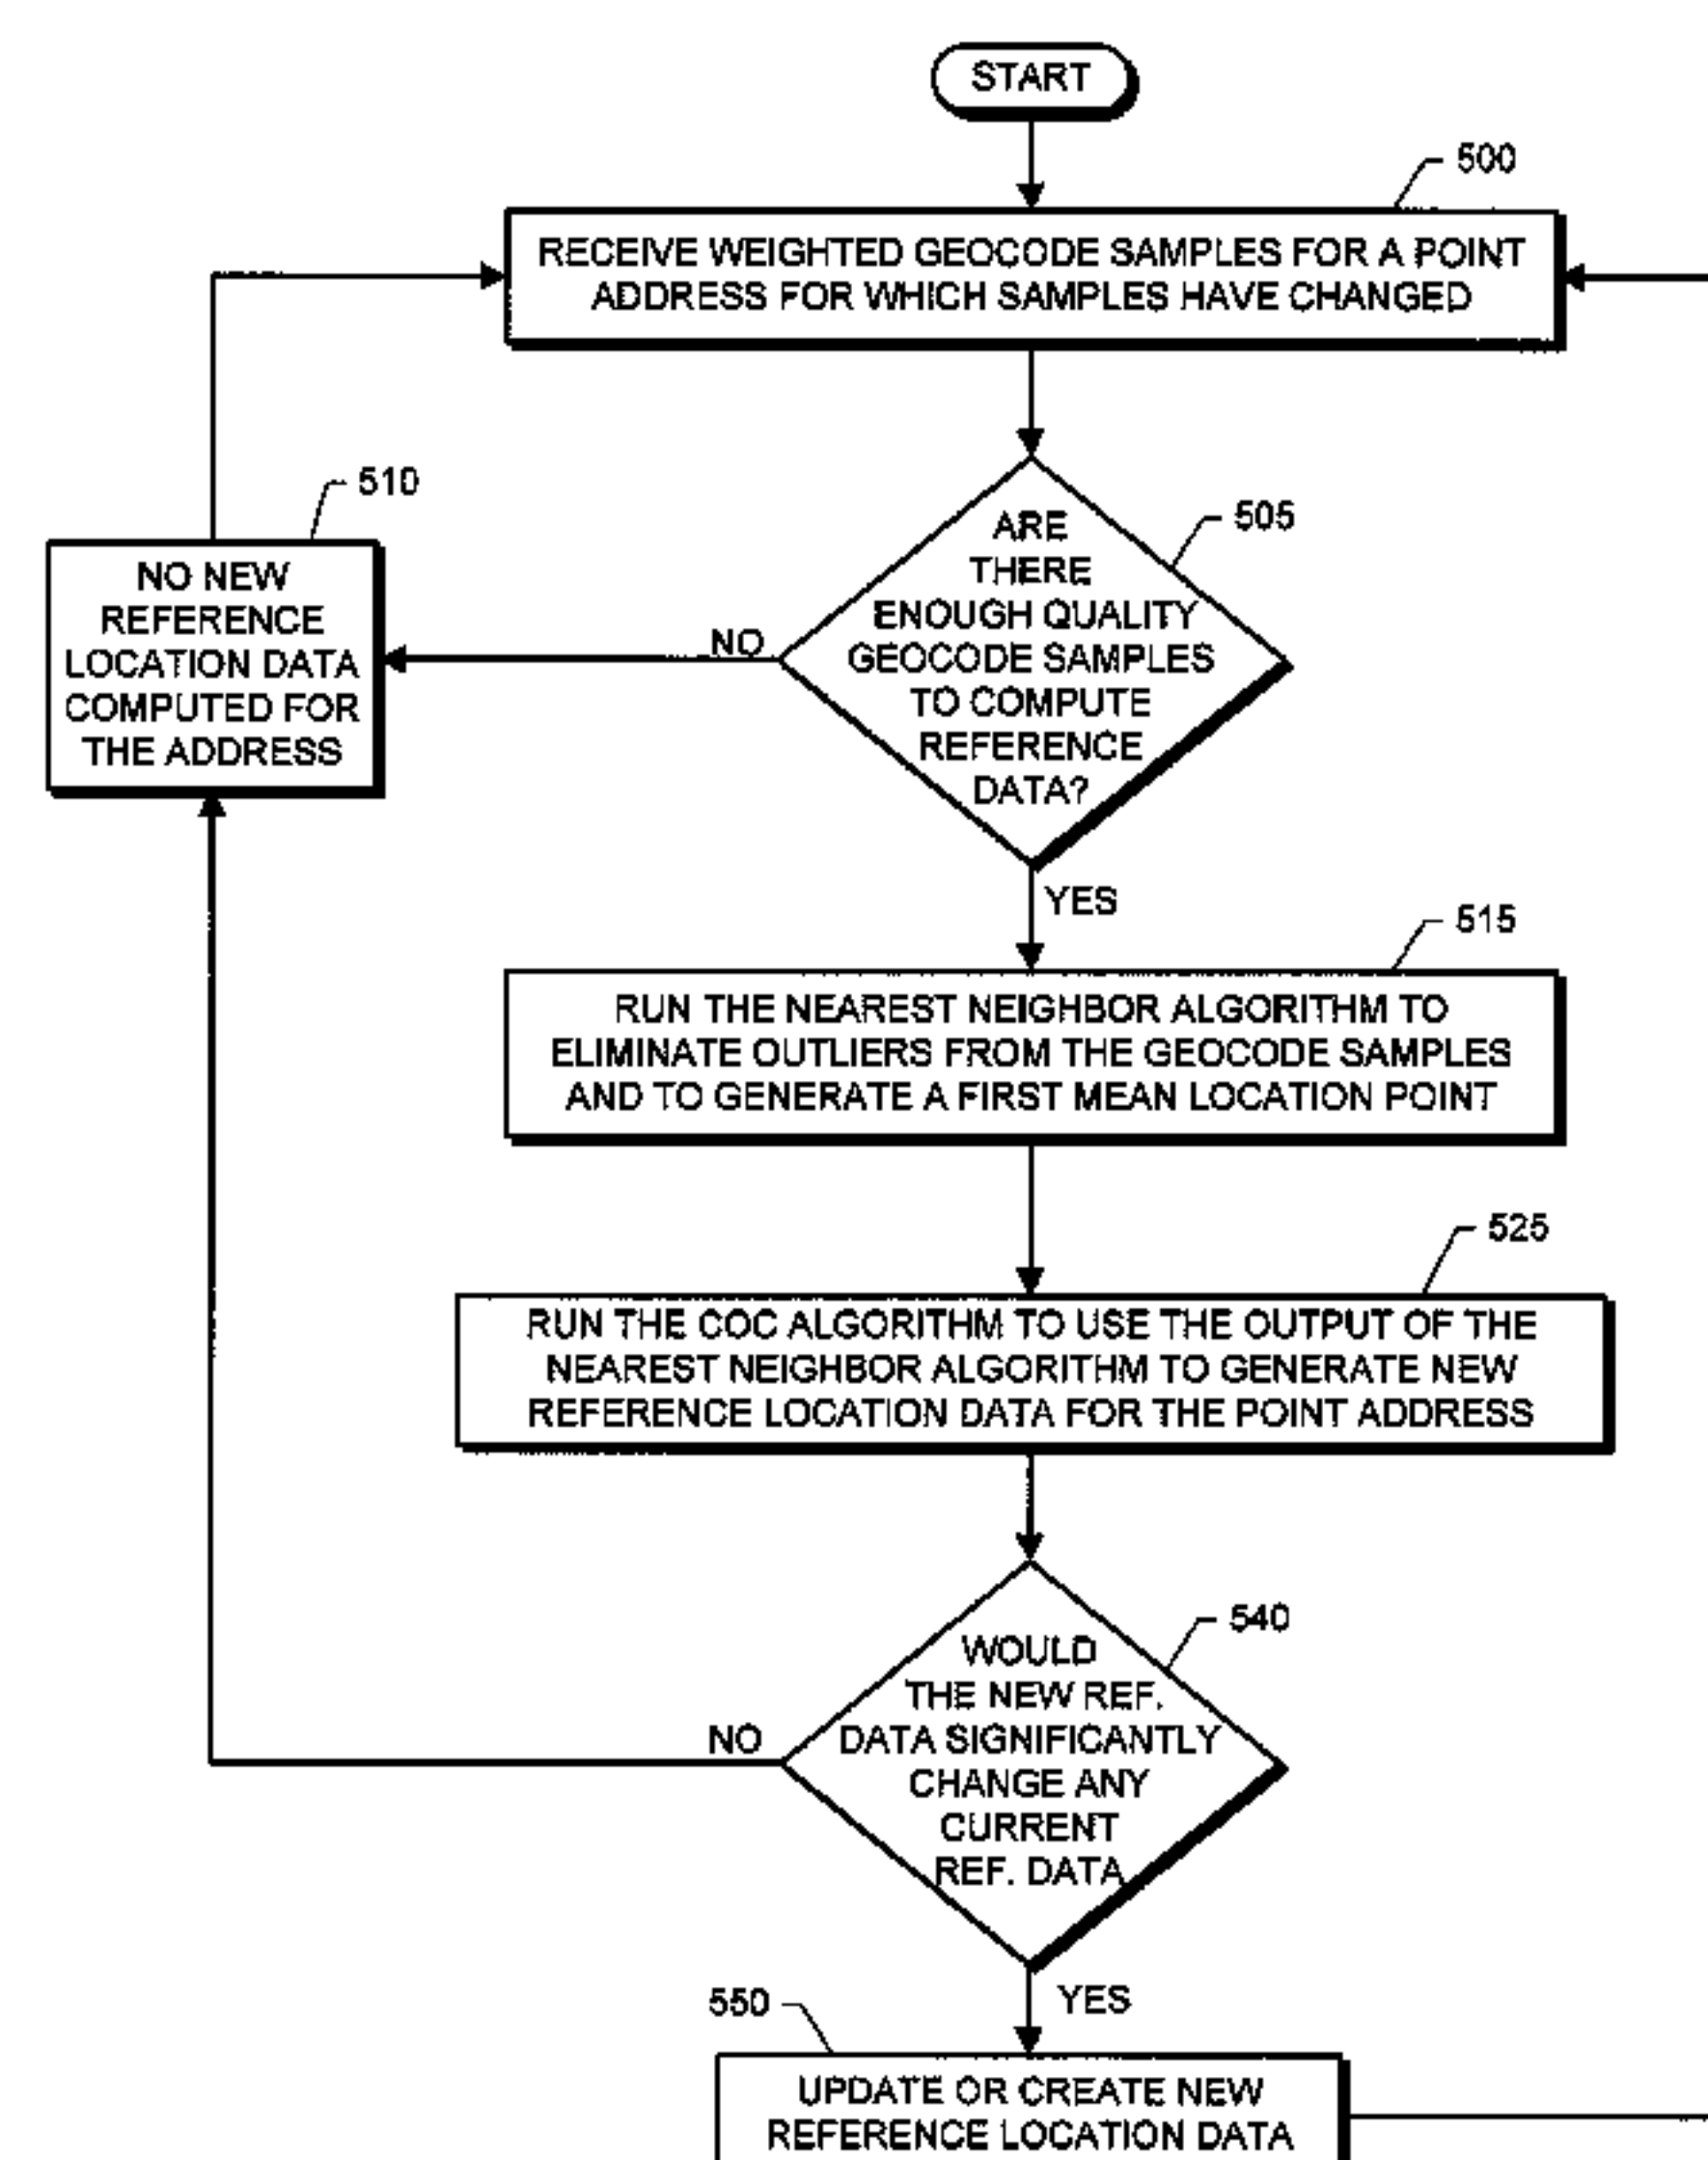 START
500
RECEIVE WEIGHTED GEOCODE SAMPLES FOR A POINT
ADDRESS FOR WHICH SAMPLES HAVE CHANGED
510
NO NEW
REFERENCE
LOCATION DATA
COMPUTED FOR
THE ADDRESS
505
ARE
THERE
ENOUGH QUALITY
GEOCODE SAMPLES
TO COMPUTE
REFERENCE
DATA?
NO
YES
515
RUN THE NEAREST NEIGHBOR ALGORITHM TO
ELIMINATE OUTLIERS FROM THE GEOCODE SAMPLES
AND TO GENERATE A FIRST MEAN LOCATION POINT
525
RUN THE COC ALGORITHM TO USE THE OUTPUT OF THE
NEAREST NEIGHBOR ALGORITHM TO GENERATE NEW
REFERENCE LOCATION DATA FOR THE POINT ADDRESS
540
WOULD
THE NEW REF.
DATA SIGNIFICANTLY
CHANGE ANY
CURRENT
REF. DATA
NO
YES
550
UPDATE OR CREATE NEW
REFERENCE LOCATION DATA